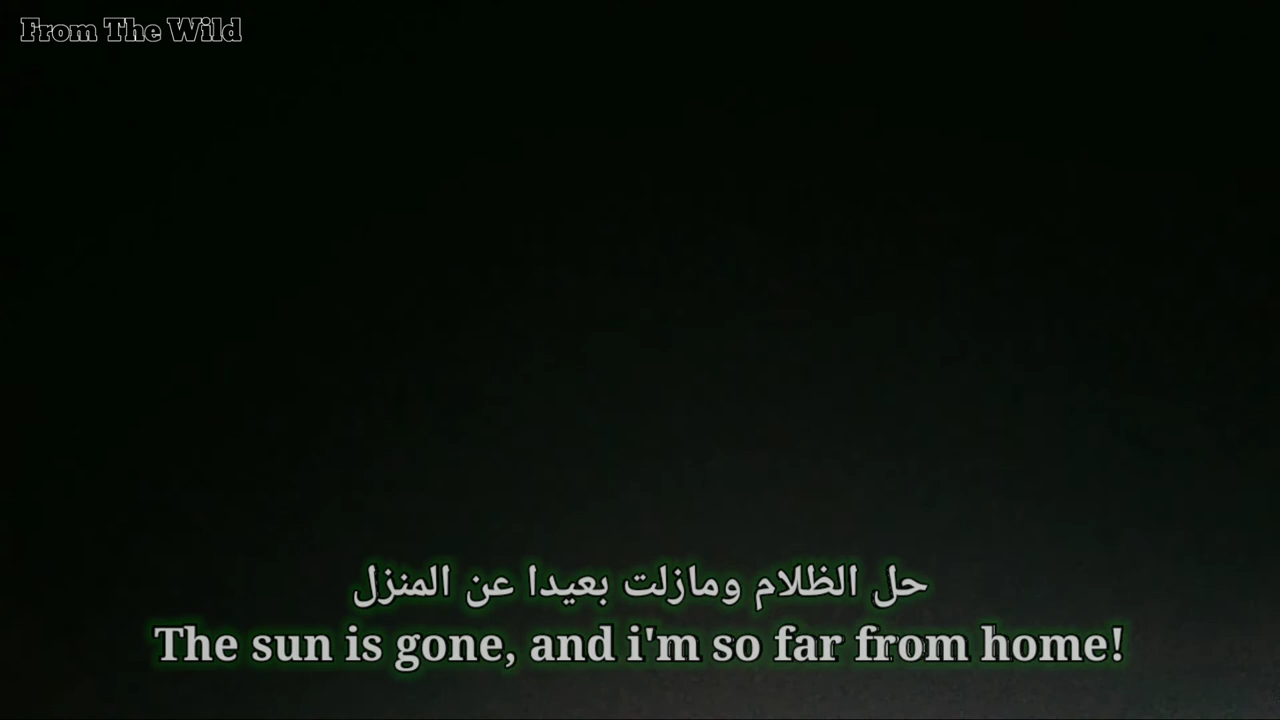 From The Wild
حل الظلام ومازلت بعيدا عن المنزل
The sun is gone, and i'm so far from home!